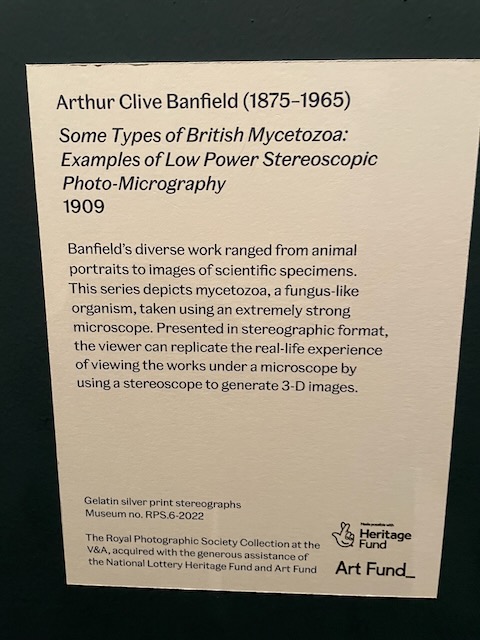 Arthur Clive Banfield (1875–1965)
Some Types of British Mycetozoa:
Examples of Low Power Stereoscopic
Photo-Micrography
1909
Banfield's diverse work ranged from animal
portraits to images of scientific specimens.
This series depicts mycetozoa, a fungus-like
organism, taken using an extremely strong
microscope. Presented in stereographic format,
the viewer can replicate the real-life experience
of viewing the works under a microscope by
using a stereoscope to generate 3-D images.
Gelatin silver print stereographs
Museum no. RPS.6-2022
The Royal Photographic Society Collection at the
V&A, acquired with the generous assistance of
the National Lottery Heritage Fund and Art Fund
Made possible with
Heritage
Fund
Art Fund_